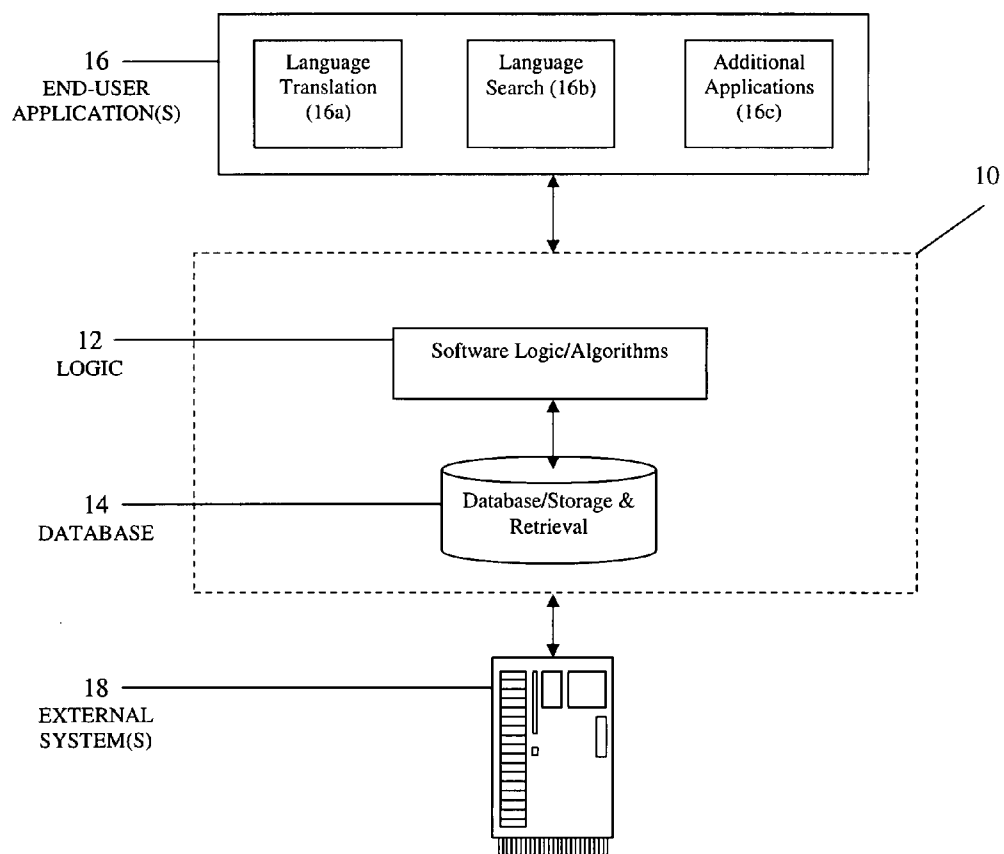 16
END-USER
APPLICATION(S)
Language
Translation
(16a)
Language
Search (16b)
Additional
Applications
(16c)
10
12
LOGIC
Software Logic/Algorithms
14
DATABASE
Database/Storage &
Retrieval
18
EXTERNAL
SYSTEM(S)